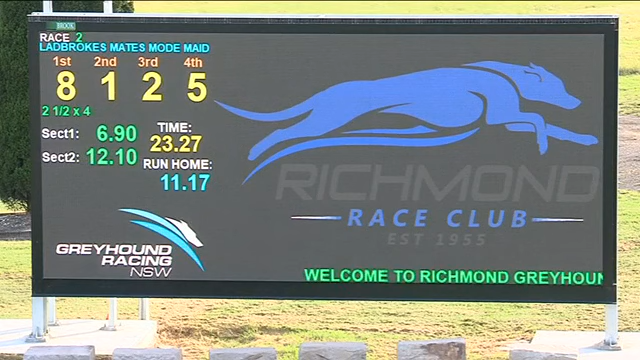 BROOK
RACE 2
LADBROKES MATES MODE MAID
1st 2nd 3rd 4th
8 1 2 5
2 1/2 x 4
Sect1: 6.90
Sect2: 12.10
TIME:
23.27
RUN HOME:
11.17
RICHMOND
RACE CLUB
EST 1955
GREYHOUND
RACING
NSW
WELCOME TO RICHMOND GREYHOUN